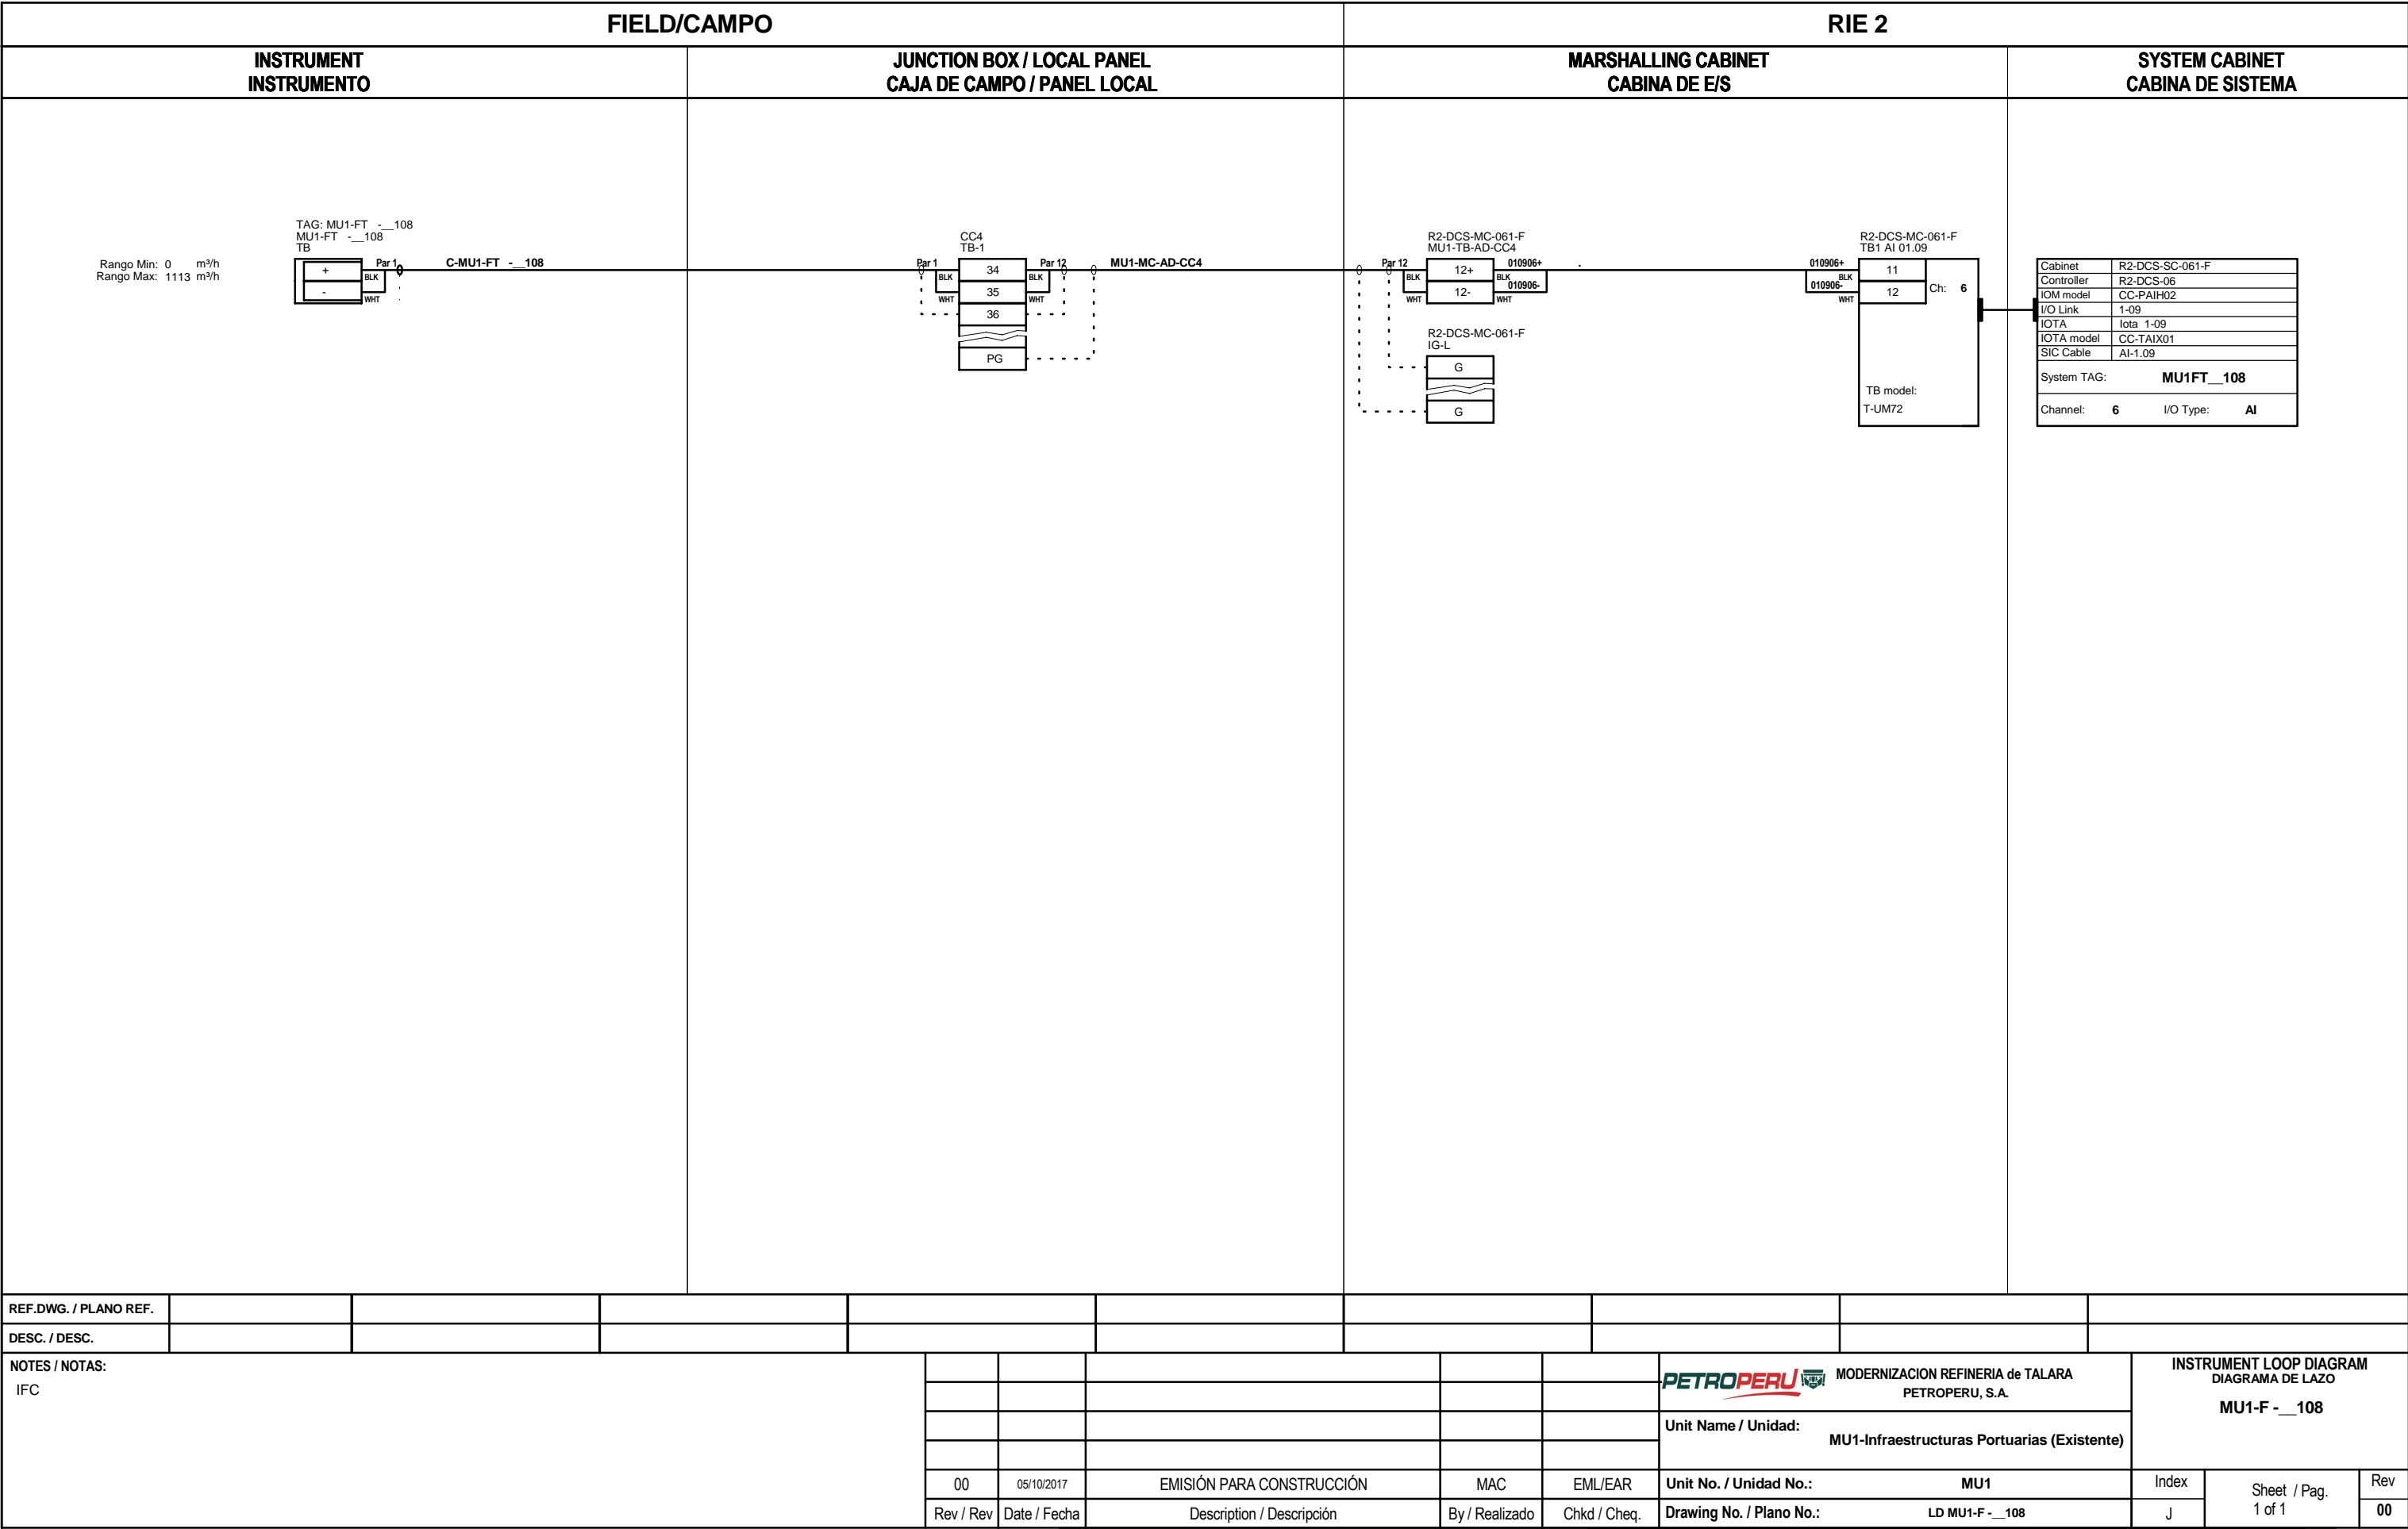 FIELD/CAMPO
RIE 2
INSTRUMENT
INSTRUMENTO
JUNCTION BOX / LOCAL PANEL
CAJA DE CAMPO / PANEL LOCAL
MARSHALLING CABINET
CABINA DE E/S
SYSTEM CABINET
CABINA DE SISTEMA
TAG: MU1-FT -__108
MU1-FT -__108
TB
Rango Min: 0 m³/h
Rango Max: 1113 m³/h
+
-
Par 1
BLK
WHT
C-MU1-FT -__108
CC4
TB-1
Par 1
BLK
WHT
34
35
36
PG
Par 12
BLK
WHT
MU1-MC-AD-CC4
R2-DCS-MC-061-F
MU1-TB-AD-CC4
Par 12
BLK
WHT
12+
12-
010906+
BLK
010906-
WHT
R2-DCS-MC-061-F
IG-L
G
G
R2-DCS-MC-061-F
TB1 AI 01.09
010906+
BLK
010906-
WHT
11
12
Ch: 6
TB model:
T-UM72
Cabinet R2-DCS-SC-061-F
Controller R2-DCS-06
IOM model CC-PAIH02
I/O Link 1-09
IOTA Iota 1-09
IOTA model CC-TAIX01
SIC Cable AI-1.09
System TAG: MU1FT__108
Channel: 6 I/O Type: AI
REF.DWG. / PLANO REF.
DESC. / DESC.
NOTES / NOTAS:
IFC
00 05/10/2017 EMISIÓN PARA CONSTRUCCIÓN MAC EML/EAR
Rev / Rev Date / Fecha Description / Descripción By / Realizado Chkd / Cheq.
PETROPERU
MODERNIZACION REFINERIA de TALARA
PETROPERU, S.A.
Unit Name / Unidad:
MU1-Infraestructuras Portuarias (Existente)
Unit No. / Unidad No.: MU1
Drawing No. / Plano No.: LD MU1-F -__108
INSTRUMENT LOOP DIAGRAM
DIAGRAMA DE LAZO
MU1-F -__108
Index
J
Sheet / Pag.
1 of 1
Rev
00